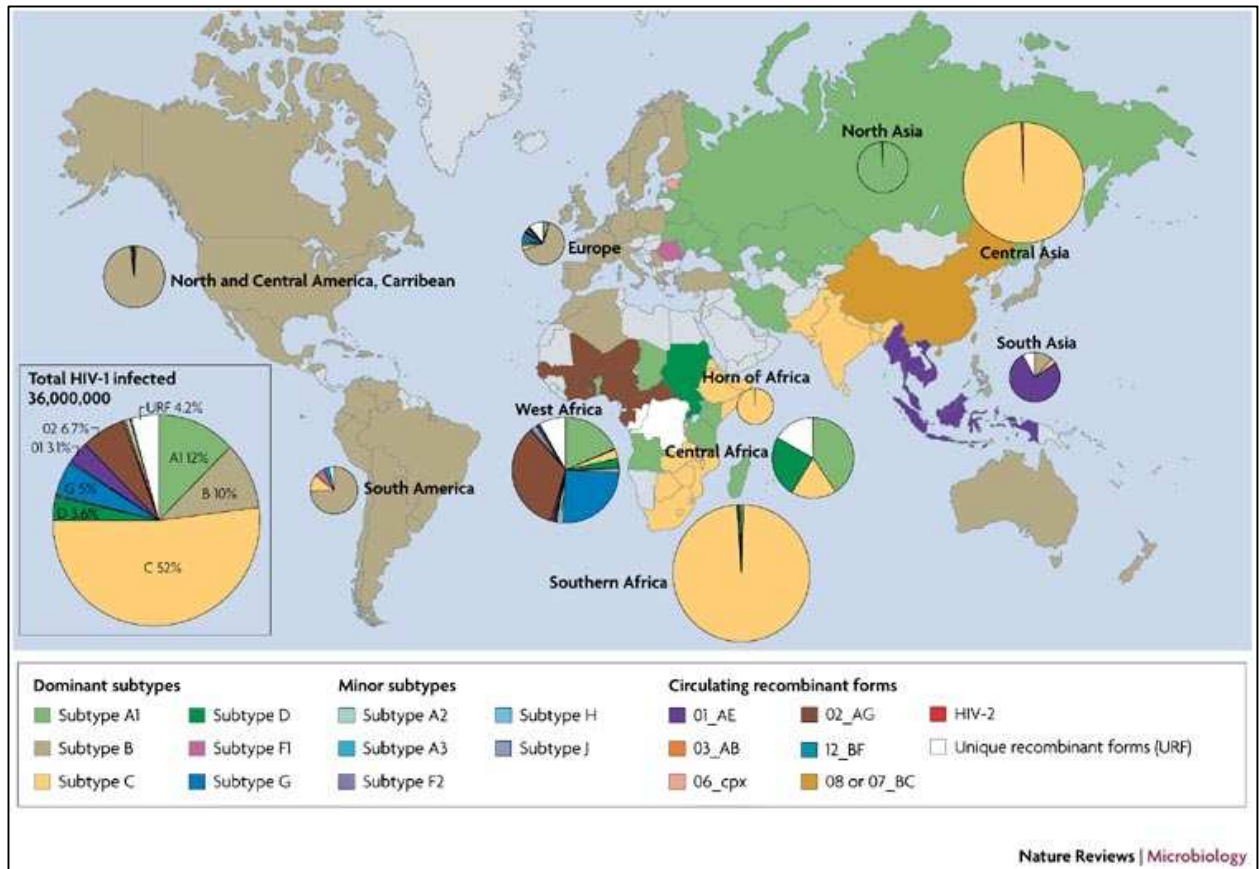 North Asia
Central Asia
Europe
North and Central America, Carribean
South Asia
Horn of Africa
West Africa
Central Africa
South America
Southern Africa
Total HIV-1 infected
36,000,000
URF 4.2%
02 6.7%
01 3.1%
A1 12%
G 5%
B 10%
D 3.6%
C 52%
Dominant subtypes
Minor subtypes
Circulating recombinant forms
Subtype A1
Subtype D
Subtype A2
Subtype H
01_AE
02_AG
HIV-2
Subtype B
Subtype F1
Subtype A3
Subtype J
03_AB
12_BF
Unique recombinant forms (URF)
Subtype C
Subtype G
Subtype F2
06_cpx
08 or 07_BC
Nature Reviews | Microbiology